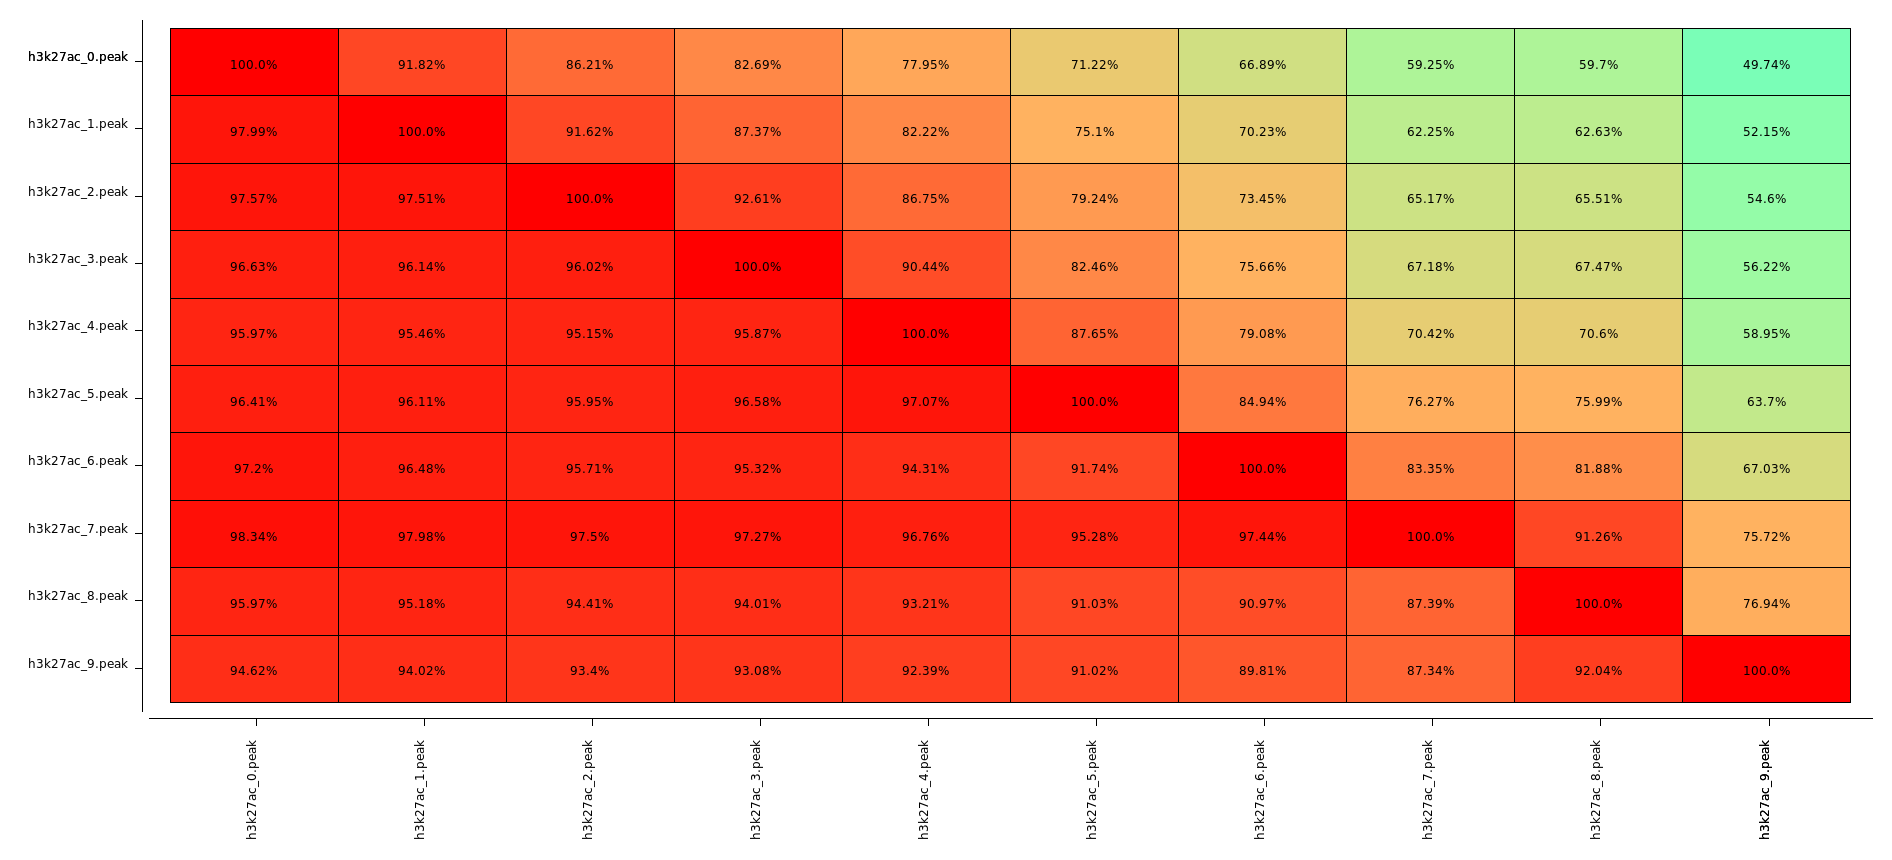 h3k27ac_0.peak 100.0% 91.82% 86.21% 82.69% 77.95% 71.22% 66.89% 59.25% 59.7% 49.74%
h3k27ac_1.peak 97.99% 100.0% 91.62% 87.37% 82.22% 75.1% 70.23% 62.25% 62.63% 52.15%
h3k27ac_2.peak 97.57% 97.51% 100.0% 92.61% 86.75% 79.24% 73.45% 65.17% 65.51% 54.6%
h3k27ac_3.peak 96.63% 96.14% 96.02% 100.0% 90.44% 82.46% 75.66% 67.18% 67.47% 56.22%
h3k27ac_4.peak 95.97% 95.46% 95.15% 95.87% 100.0% 87.65% 79.08% 70.42% 70.6% 58.95%
h3k27ac_5.peak 96.41% 96.11% 95.95% 96.58% 97.07% 100.0% 84.94% 76.27% 75.99% 63.7%
h3k27ac_6.peak 97.2% 96.48% 95.71% 95.32% 94.31% 91.74% 100.0% 83.35% 81.88% 67.03%
h3k27ac_7.peak 98.34% 97.98% 97.5% 97.27% 96.76% 95.28% 97.44% 100.0% 91.26% 75.72%
h3k27ac_8.peak 95.97% 95.18% 94.41% 94.01% 93.21% 91.03% 90.97% 87.39% 100.0% 76.94%
h3k27ac_9.peak 94.62% 94.02% 93.4% 93.08% 92.39% 91.02% 89.81% 87.34% 92.04% 100.0%
h3k27ac_0.peak h3k27ac_1.peak h3k27ac_2.peak h3k27ac_3.peak h3k27ac_4.peak h3k27ac_5.peak h3k27ac_6.peak h3k27ac_7.peak h3k27ac_8.peak h3k27ac_9.peak